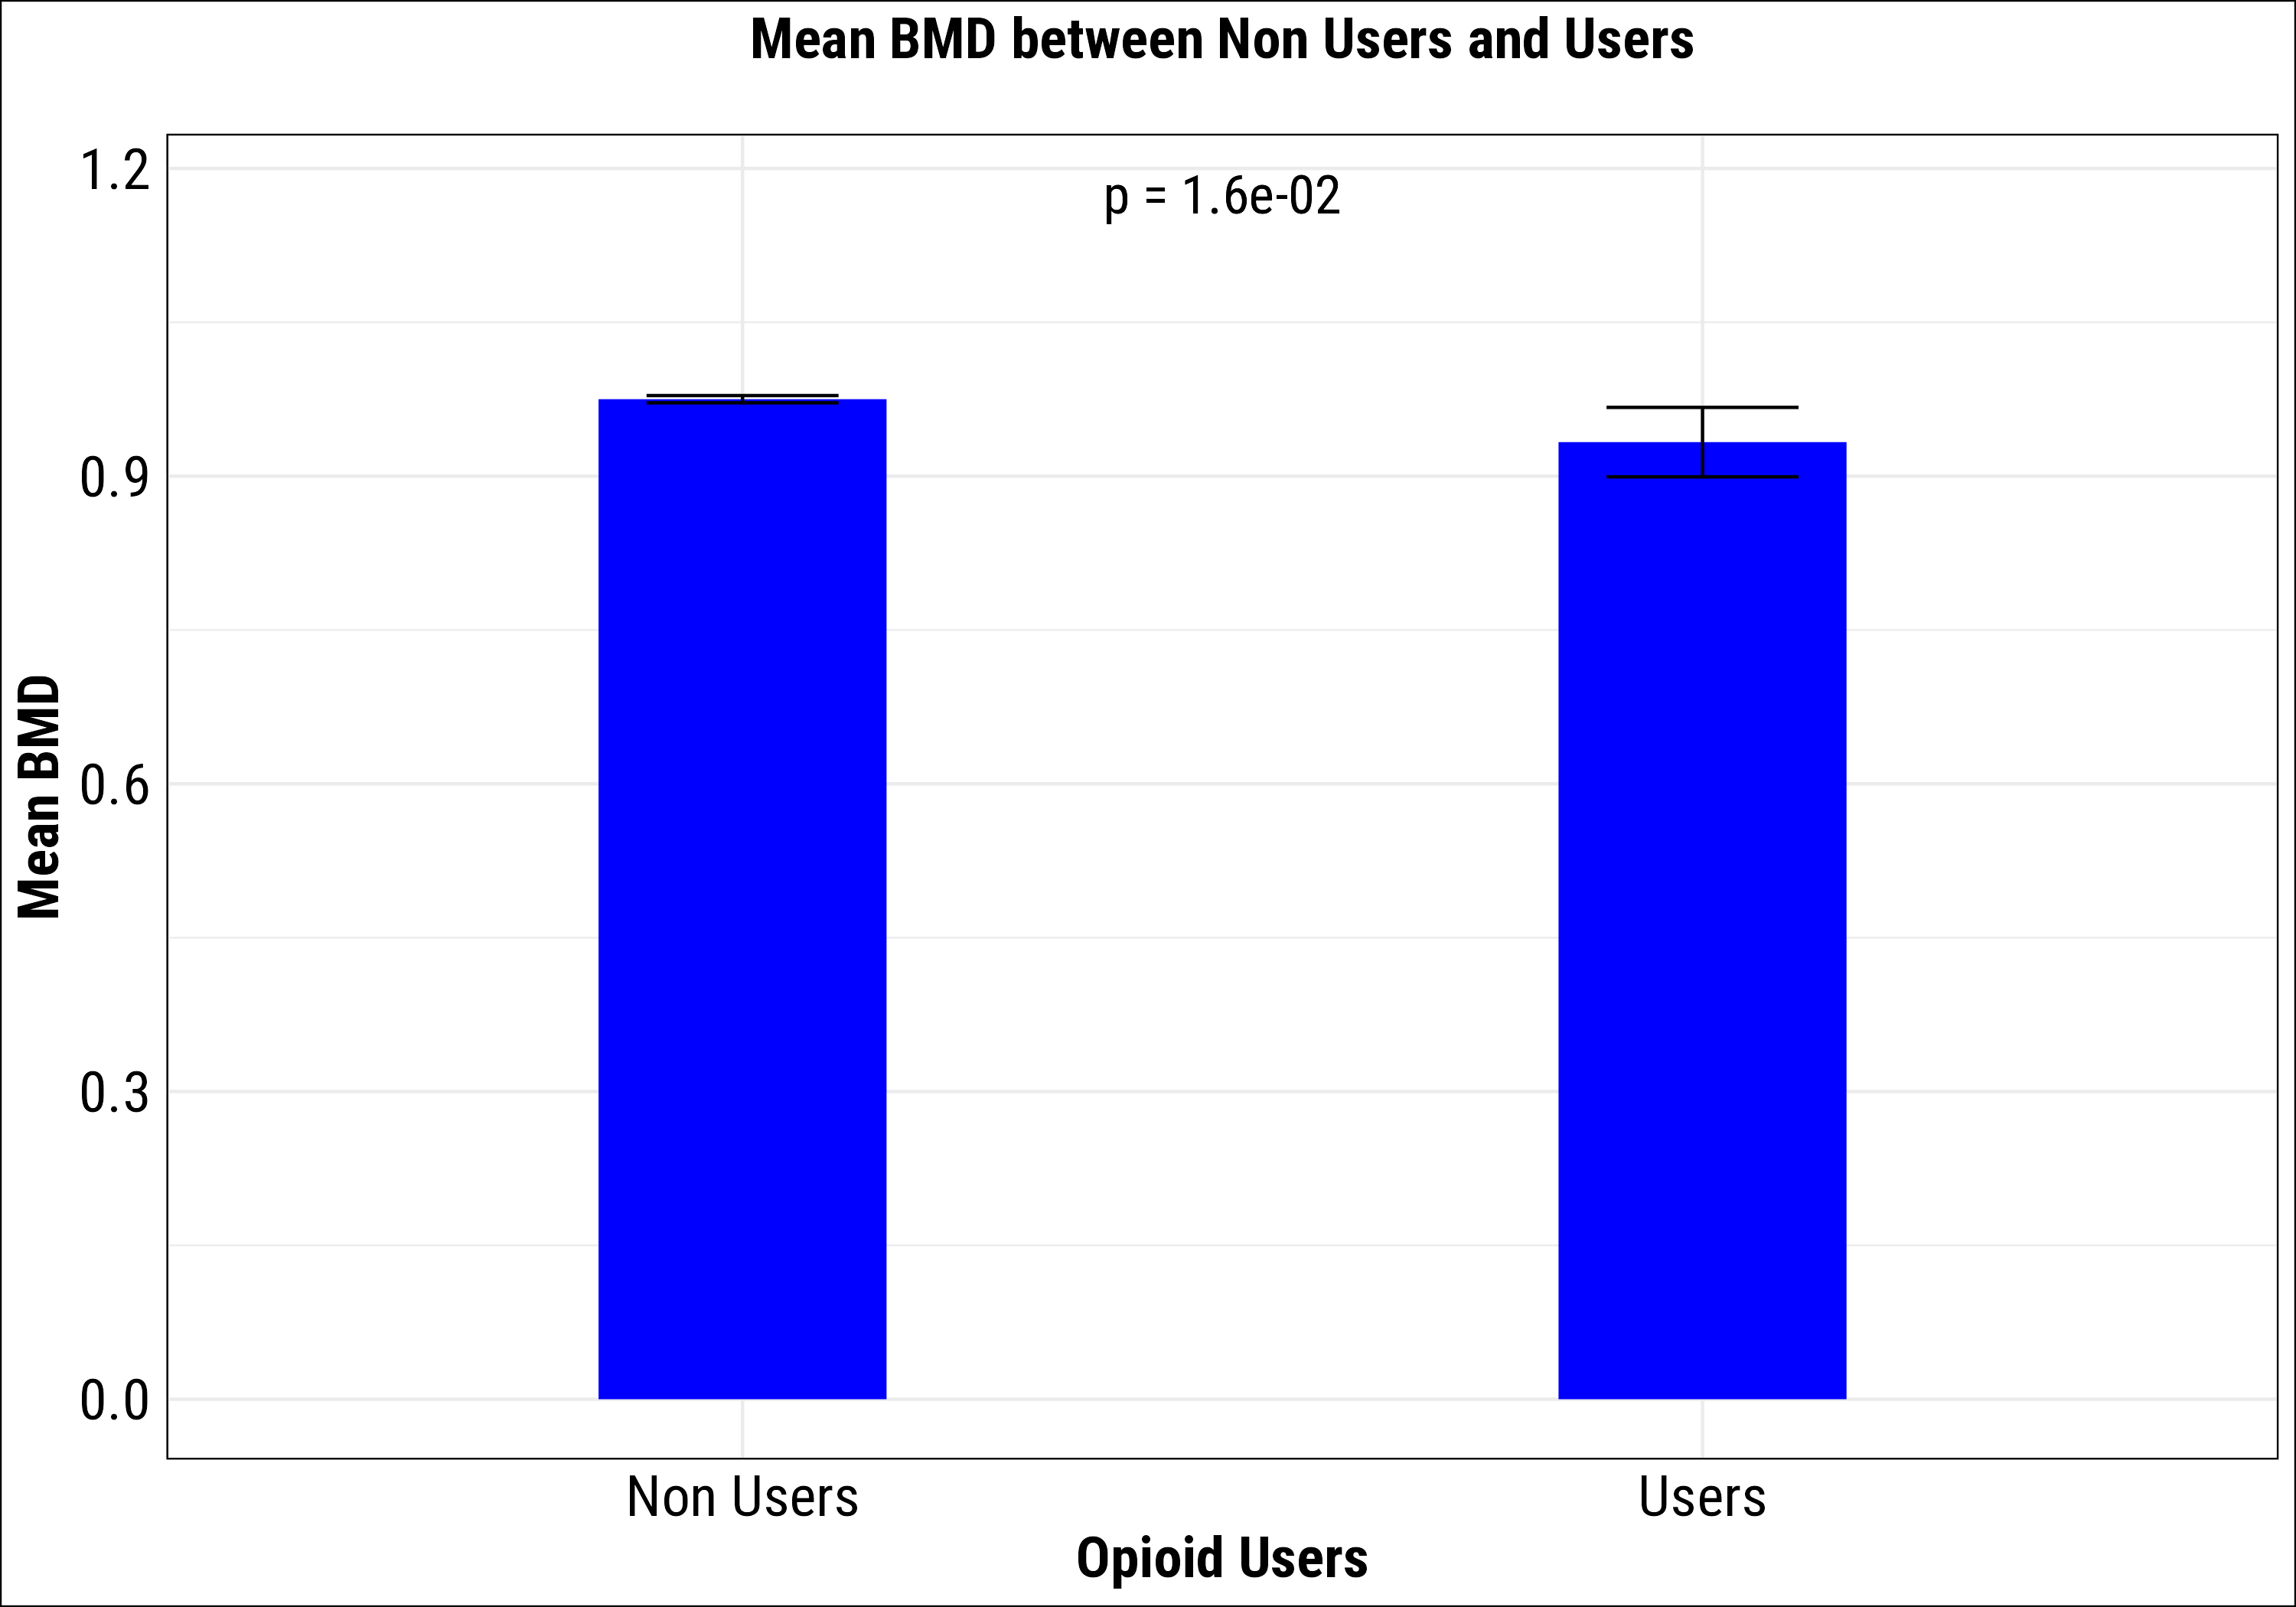 Mean BMD between Non Users and Users
p = 1.6e-02
Mean BMD
1.2
0.9
0.6
0.3
0.0
Non Users
Users
Opioid Users